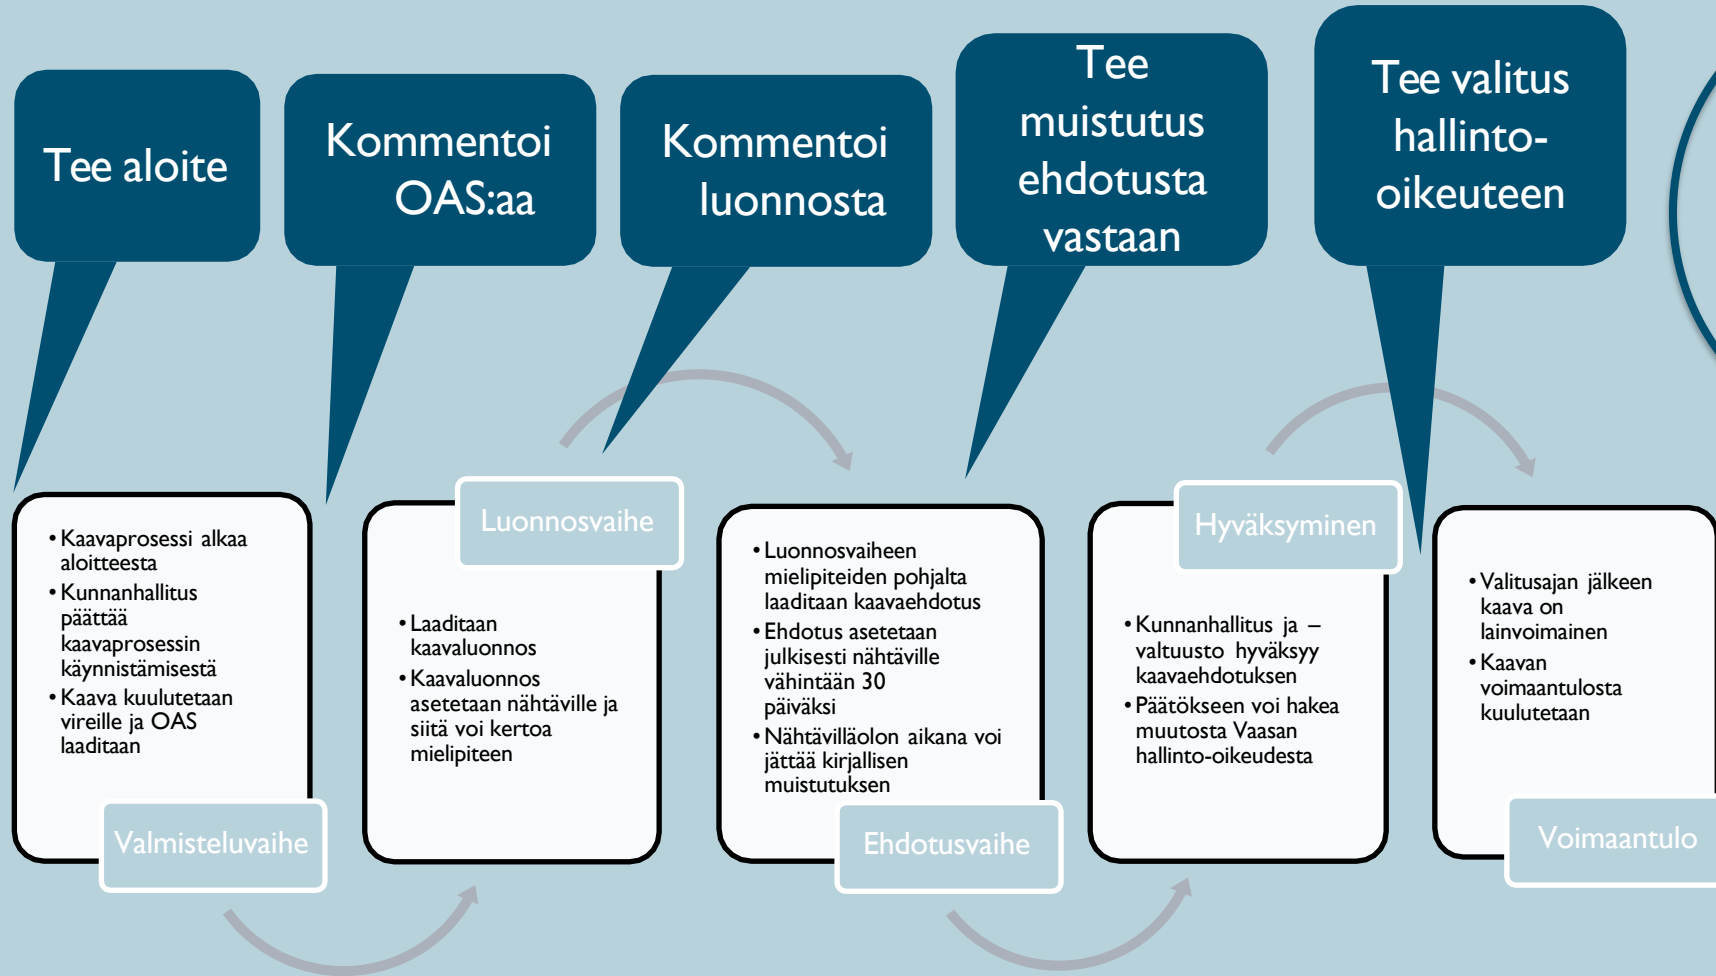 Tee aloite
Kommentoi
OAS:aa
Kommentoi
luonnosta
Tee
muistutus
ehdotusta
vastaan
Tee valitus
hallinto-
oikeuteen
• Kaavaprosessi alkaa
aloitteesta
• Kunnanhallitus
päättää
kaavaprosessin
käynnistämisestä
• Kaava kuulutetaan
vireille ja OAS
laaditaan
Valmisteluvaihe
Luonnosvaihe
• Laaditaan
kaavaluonnos
• Kaavaluonnos
asetetaan nähtäville ja
siitä voi kertoa
mielipiteen
• Luonnosvaiheen
mielipiteiden pohjalta
laaditaan kaavaehdotus
• Ehdotus asetetaan
julkisesti nähtäville
vähintään 30
päiväksi
• Nähtävilläolon aikana voi
jättää kirjallisen
muistutuksen
Ehdotusvaihe
Hyväksyminen
• Kunnanhallitus ja –
valtuusto hyväksyy
kaavaehdotuksen
• Päätökseen voi hakea
muutosta Vaasan
hallinto-oikeudesta
• Valitusajan jälkeen
kaava on
lainvoimainen
• Kaavan
voimaantulosta
kuulutetaan
Voimaantulo